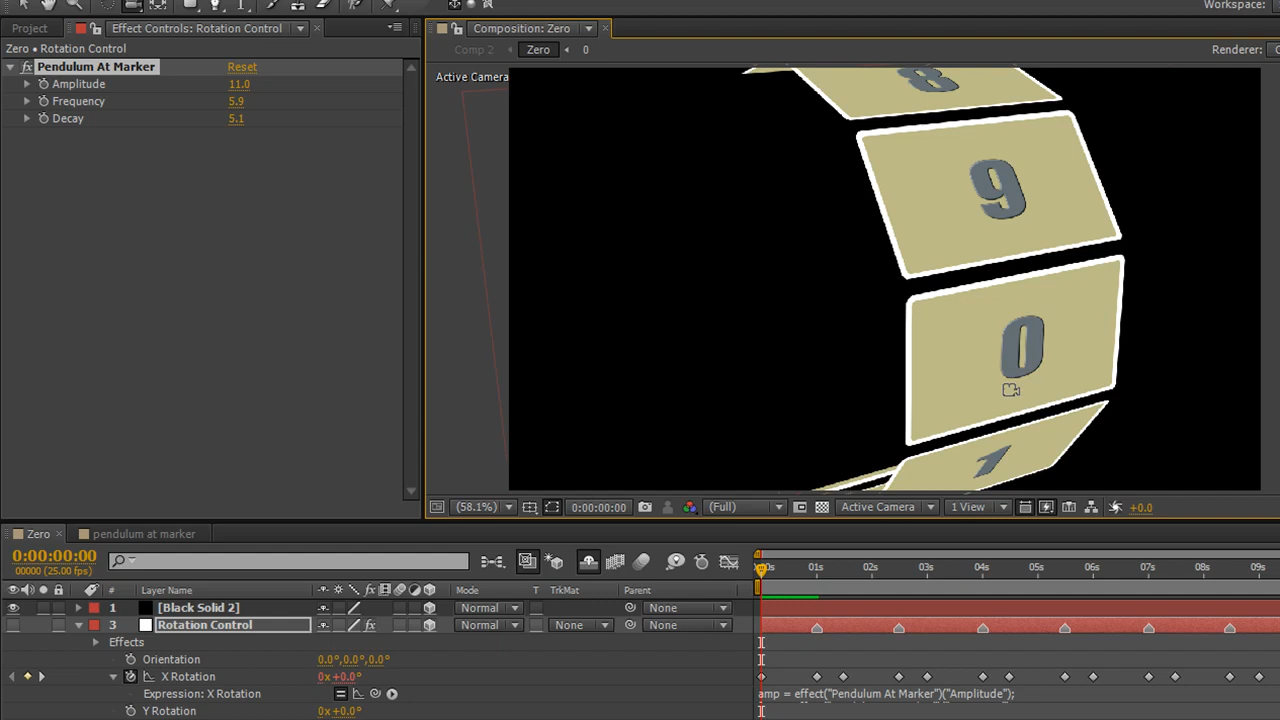 Workspace:
Project
Effect Controls: Rotation Control
Composition: Zero
Zero • Rotation Control
Comp 2
Zero
0
Renderer:
fx Pendulum At Marker
Reset
Active Camera
Amplitude
11.0
Frequency
5.9
Decay
5.1
8
9
0
1
(58.1%)
0:00:00:00
(Full)
Active Camera
1 View
+0.0
Zero
pendulum at marker
0:00:00:00
00000 (25.00 fps)
01s
02s
03s
04s
05s
06s
07s
08s
09s
#
Layer Name
Mode
T
TrkMat
Parent
1
[Black Solid 2]
Normal
None
3
Rotation Control
Normal
None
None
Effects
Orientation
0.0°,0.0°,0.0°
X Rotation
0x+0.0°
Expression: X Rotation
amp = effect("Pendulum At Marker")("Amplitude");
Y Rotation
0x+0.0°